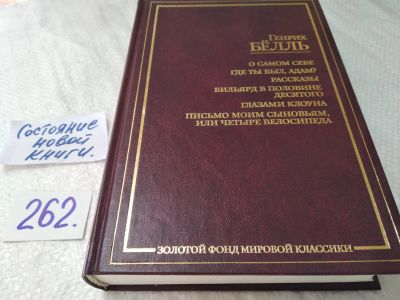 ГЕНРИХ
БЁЛЛЬ
О САМОМ СЕБЕ
ГДЕ ТЫ БЫЛ, АДАМ?
РАССКАЗЫ
БИЛЬЯРД В ПОЛОВИНЕ
ДЕСЯТОГО
ГЛАЗАМИ КЛОУНА
ПИСЬМО МОИМ СЫНОВЬЯМ,
ИЛИ ЧЕТЫРЕ ВЕЛОСИПЕДА
ЗОЛОТОЙ ФОНД МИРОВОЙ КЛАССИКИ
Состояние
новой
книги.
262.